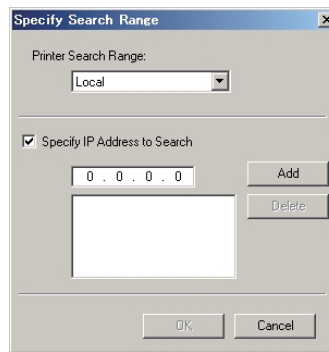 Specify Search Range
Printer Search Range:
Local
Specify IP Address to Search
0 . 0 . 0 . 0
Add
Delete
OK
Cancel